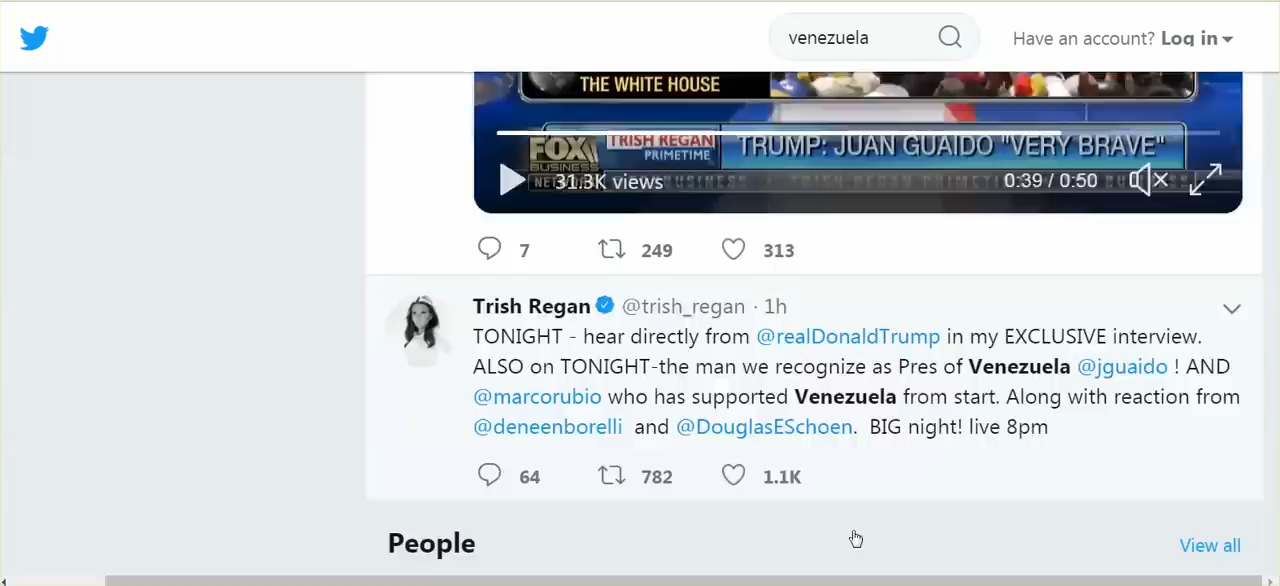 venezuela
Have an account? Log in
THE WHITE HOUSE
FOX
BUSINESS
TRISH REGAN
PRIMETIME
TRUMP: JUAN GUAIDO "VERY BRAVE"
31.3K views
0:39 / 0:50
7 249 313
Trish Regan @trish_regan · 1h
TONIGHT - hear directly from @realDonaldTrump in my EXCLUSIVE interview.
ALSO on TONIGHT-the man we recognize as Pres of Venezuela @jguaido ! AND
@marcorubio who has supported Venezuela from start. Along with reaction from
@deneenborelli and @DouglasESchoen. BIG night! live 8pm
64 782 1.1K
People
View all